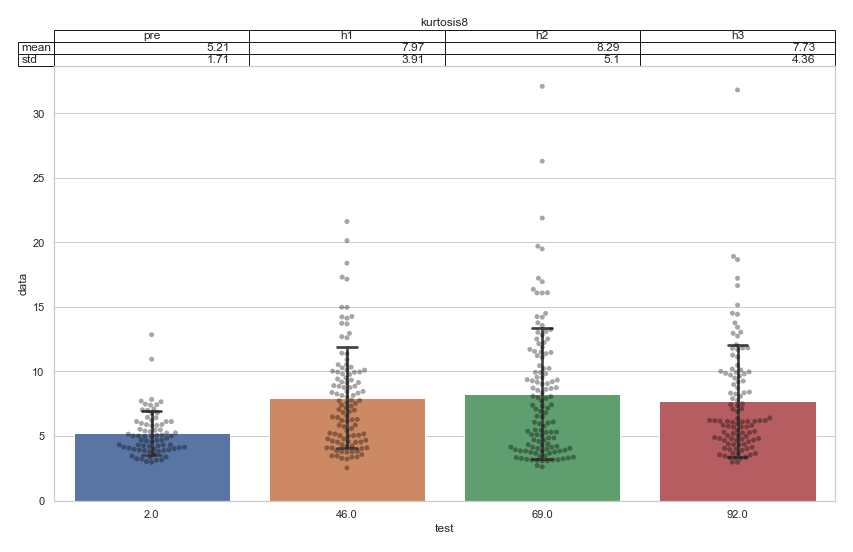 kurtosis8
pre h1 h2 h3
mean 5.21 7.97 8.29 7.73
std 1.71 3.91 5.1 4.36
30
25
20
15
10
5
0
data
2.0 46.0 69.0 92.0
test